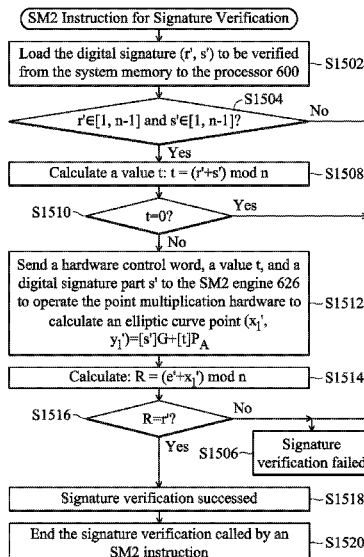 SM2 Instruction for Signature Verification
Load the digital signature (r', s') to be verified
from the system memory to the processor 600
S1502
S1504
r'∈[1, n-1] and s'∈[1, n-1]?
No
Yes
Calculate a value t: t = (r'+s') mod n
S1508
S1510
t=0?
Yes
No
Send a hardware control word, a value t, and a
digital signature part s' to the SM2 engine 626
to operate the point multiplication hardware to
calculate an elliptic curve point (x₁',
y₁')=[s']G+[t]P_A
S1512
Calculate: R = (e'+x₁') mod n
S1514
S1516
R=r'?
No
Yes
S1506
Signature
verification failed
Signature verification successed
S1518
End the signature verification called by an
SM2 instruction
S1520